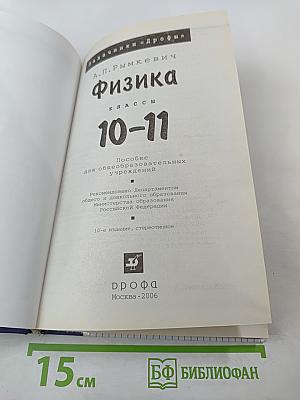 Задачники «Дрофы»
А.П.Рымкевич
Физика
КЛАССЫ
10-11
Пособие
для общеобразовательных
учреждений
Рекомендовано Департаментом
общего и дошкольного образования
Министерства образования
Российской Федерации
10-е издание, стереотипное
Дрофа
Москва · 2006
15 см
БФ БИБЛИОФАН